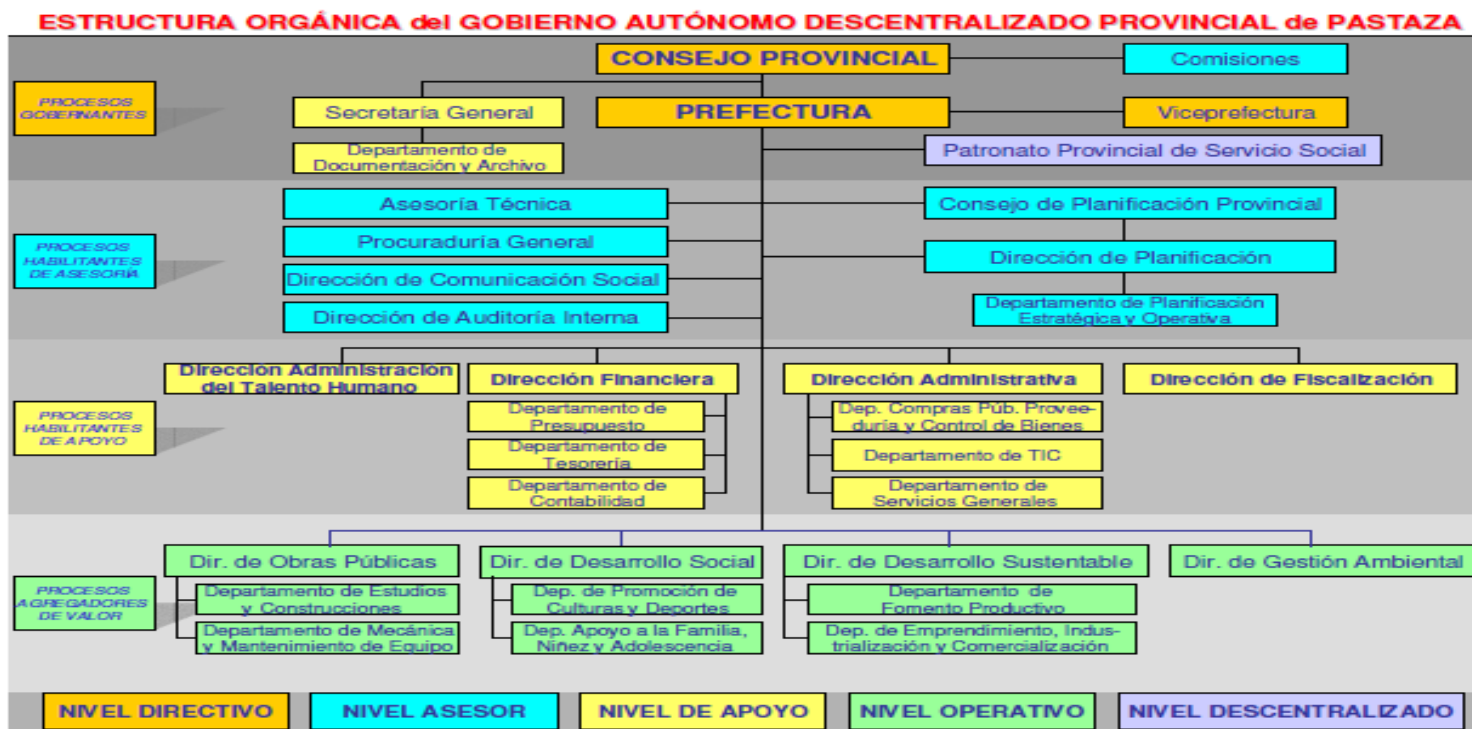 ESTRUCTURA ORGÁNICA del GOBIERNO AUTÓNOMO DESCENTRALIZADO PROVINCIAL de PASTAZA
CONSEJO PROVINCIAL
Comisiones
PROCESOS
GOBERNANTES
Secretaría General
PREFECTURA
Viceprefectura
Departamento de
Documentación y Archivo
Patronato Provincial de Servicio Social
PROCESOS
HABILITANTES
DE ASESORÍA
Asesoría Técnica
Consejo de Planificación Provincial
Procuraduría General
Dirección de Planificación
Dirección de Comunicación Social
Dirección de Auditoría Interna
Departamento de Planificación
Estratégica y Operativa
PROCESOS
HABILITANTES
DE APOYO
Dirección Administración
del Talento Humano
Dirección Financiera
Dirección Administrativa
Dirección de Fiscalización
Departamento de
Presupuesto
Dep. Compras Púb. Provee-
duría y Control de Bienes
Departamento de
Tesorería
Departamento de TIC
Departamento de
Contabilidad
Departamento de
Servicios Generales
PROCESOS
AGREGADORES
DE VALOR
Dir. de Obras Públicas
Dir. de Desarrollo Social
Dir. de Desarrollo Sustentable
Dir. de Gestión Ambiental
Departamento de Estudios
y Construcciones
Dep. de Promoción de
Culturas y Deportes
Departamento de
Fomento Productivo
Departamento de Mecánica
y Mantenimiento de Equipo
Dep. Apoyo a la Familia,
Niñez y Adolescencia
Dep. de Emprendimiento, Indus-
trialización y Comercialización
NIVEL DIRECTIVO
NIVEL ASESOR
NIVEL DE APOYO
NIVEL OPERATIVO
NIVEL DESCENTRALIZADO